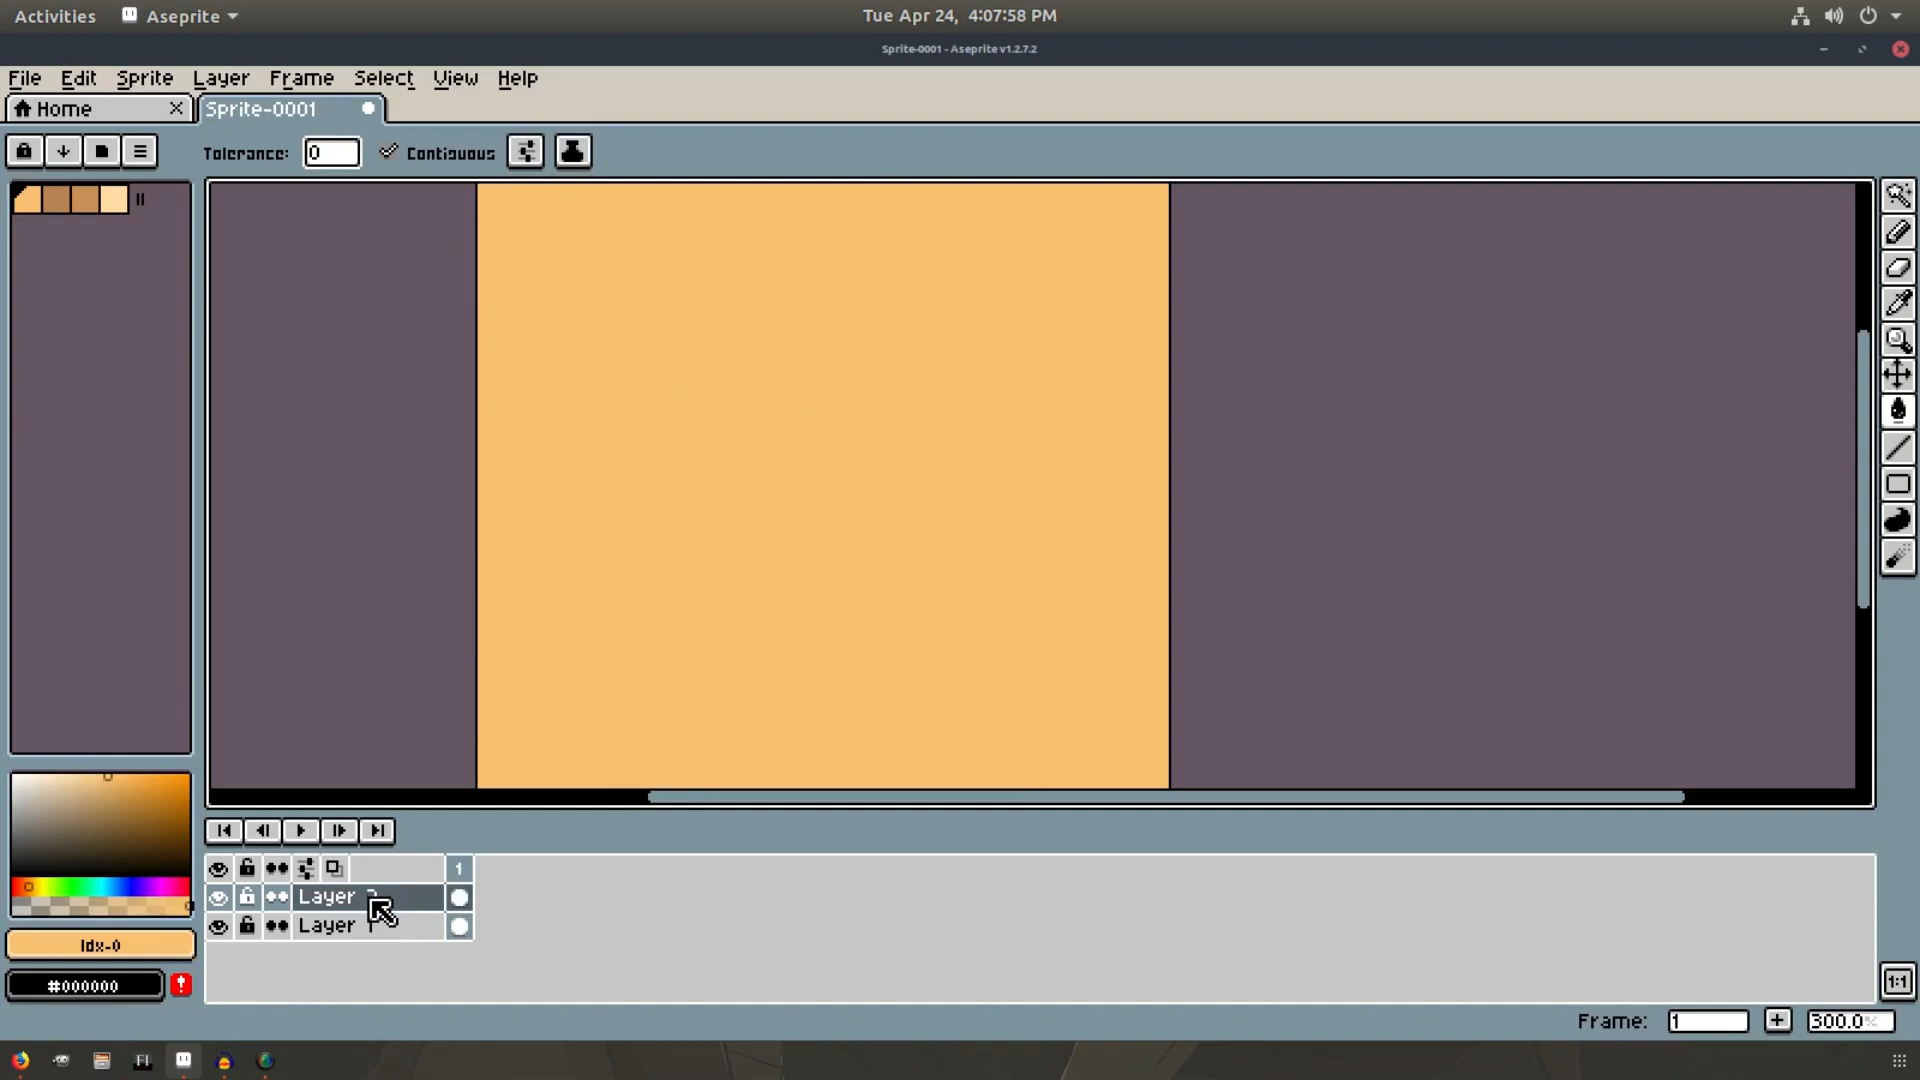 Activities Aseprite Tue Apr 24, 4:07:58 PM
Sprite-0001 - Aseprite v1.2.7.2
File Edit Sprite Layer Frame Select View Help
Home Sprite-0001
Tolerance: 0 Contiguous
1
Layer
Layer
Idx-0
#000000
1:1
Frame: 1 + 300.0%
FI